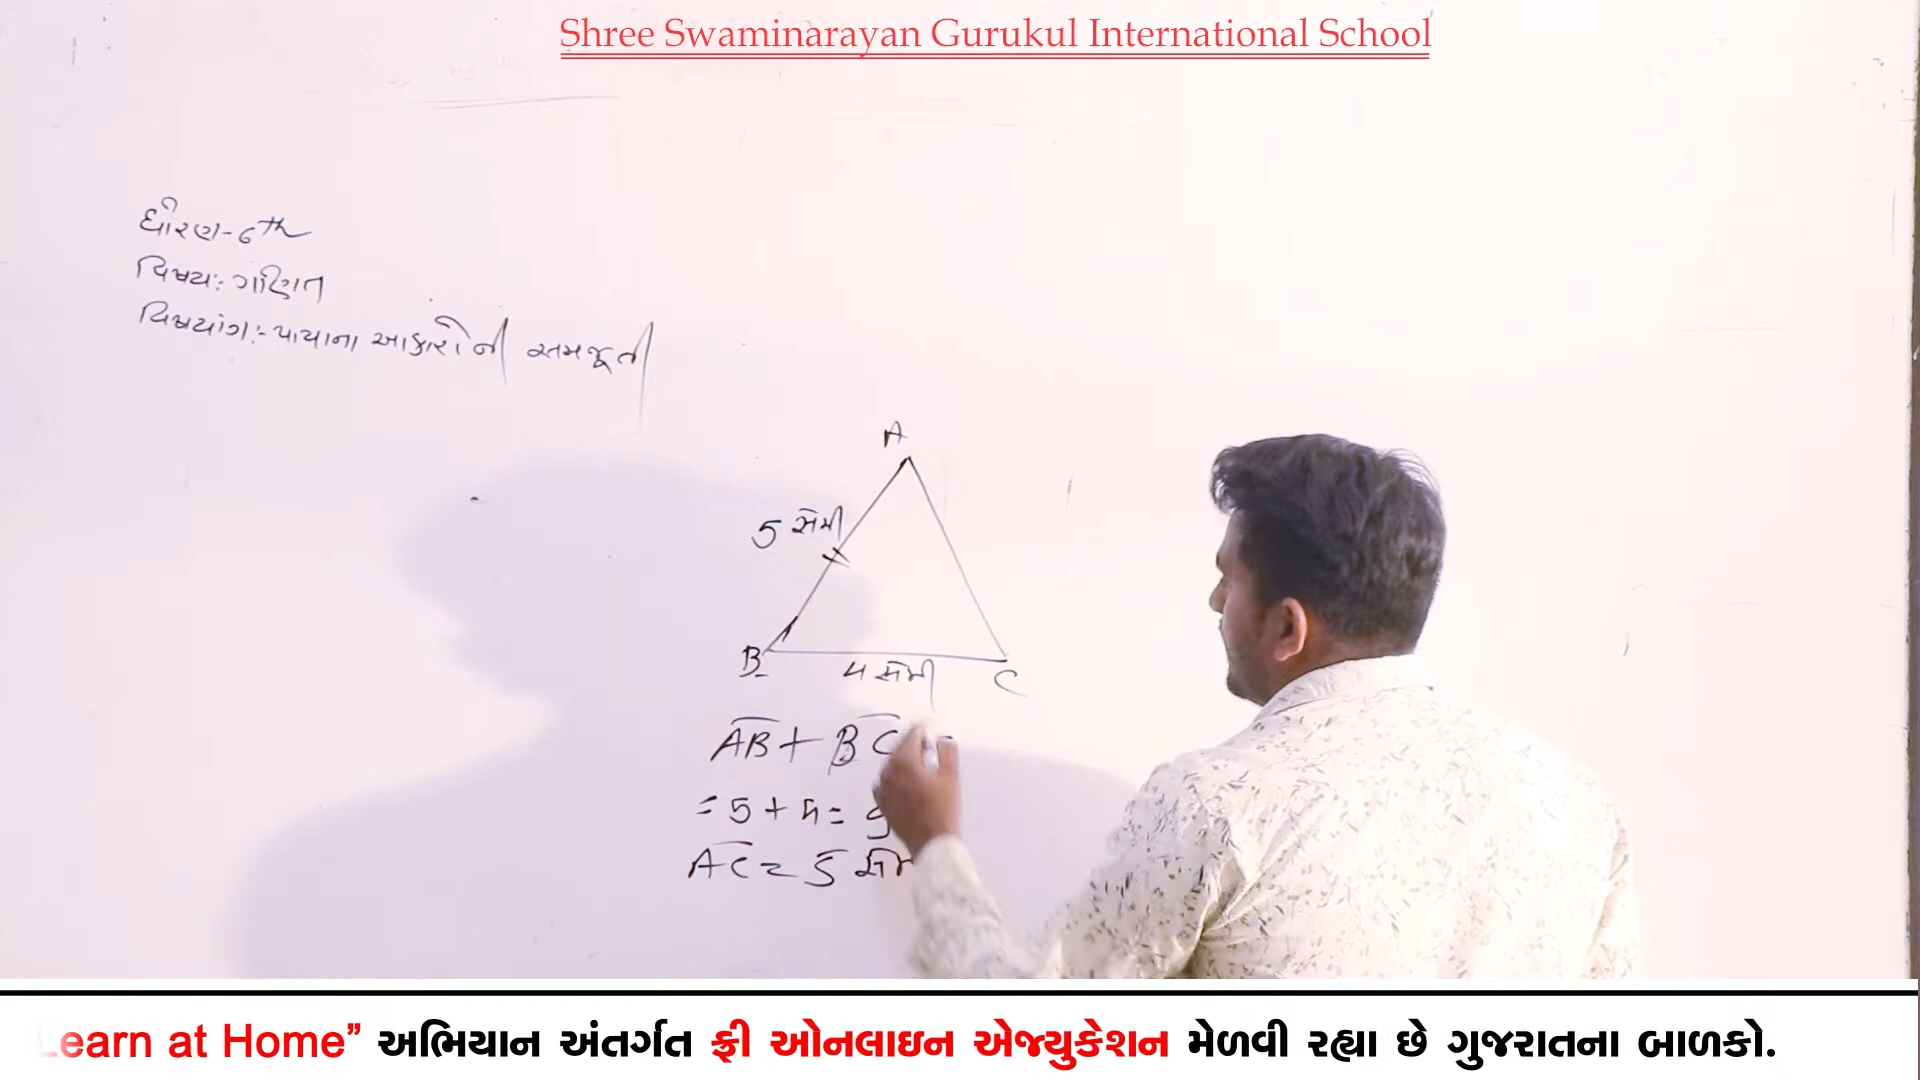 Shree Swaminarayan Gurukul International School
ધોરણ-6th
વિષય: ગણિત
વિષયાંગ:- પાયાના આકારોની સમજૂતી
A
5 સેમી
B
4 સેમી
C
AB + BC
= 5 + 4 = 9
AC = 5 સેમ
Learn at Home” અભિયાન અંતર્ગત ફ્રી ઓનલાઇન એજ્યુકેશન મેળવી રહ્યા છે ગુજરાતના બાળકો.